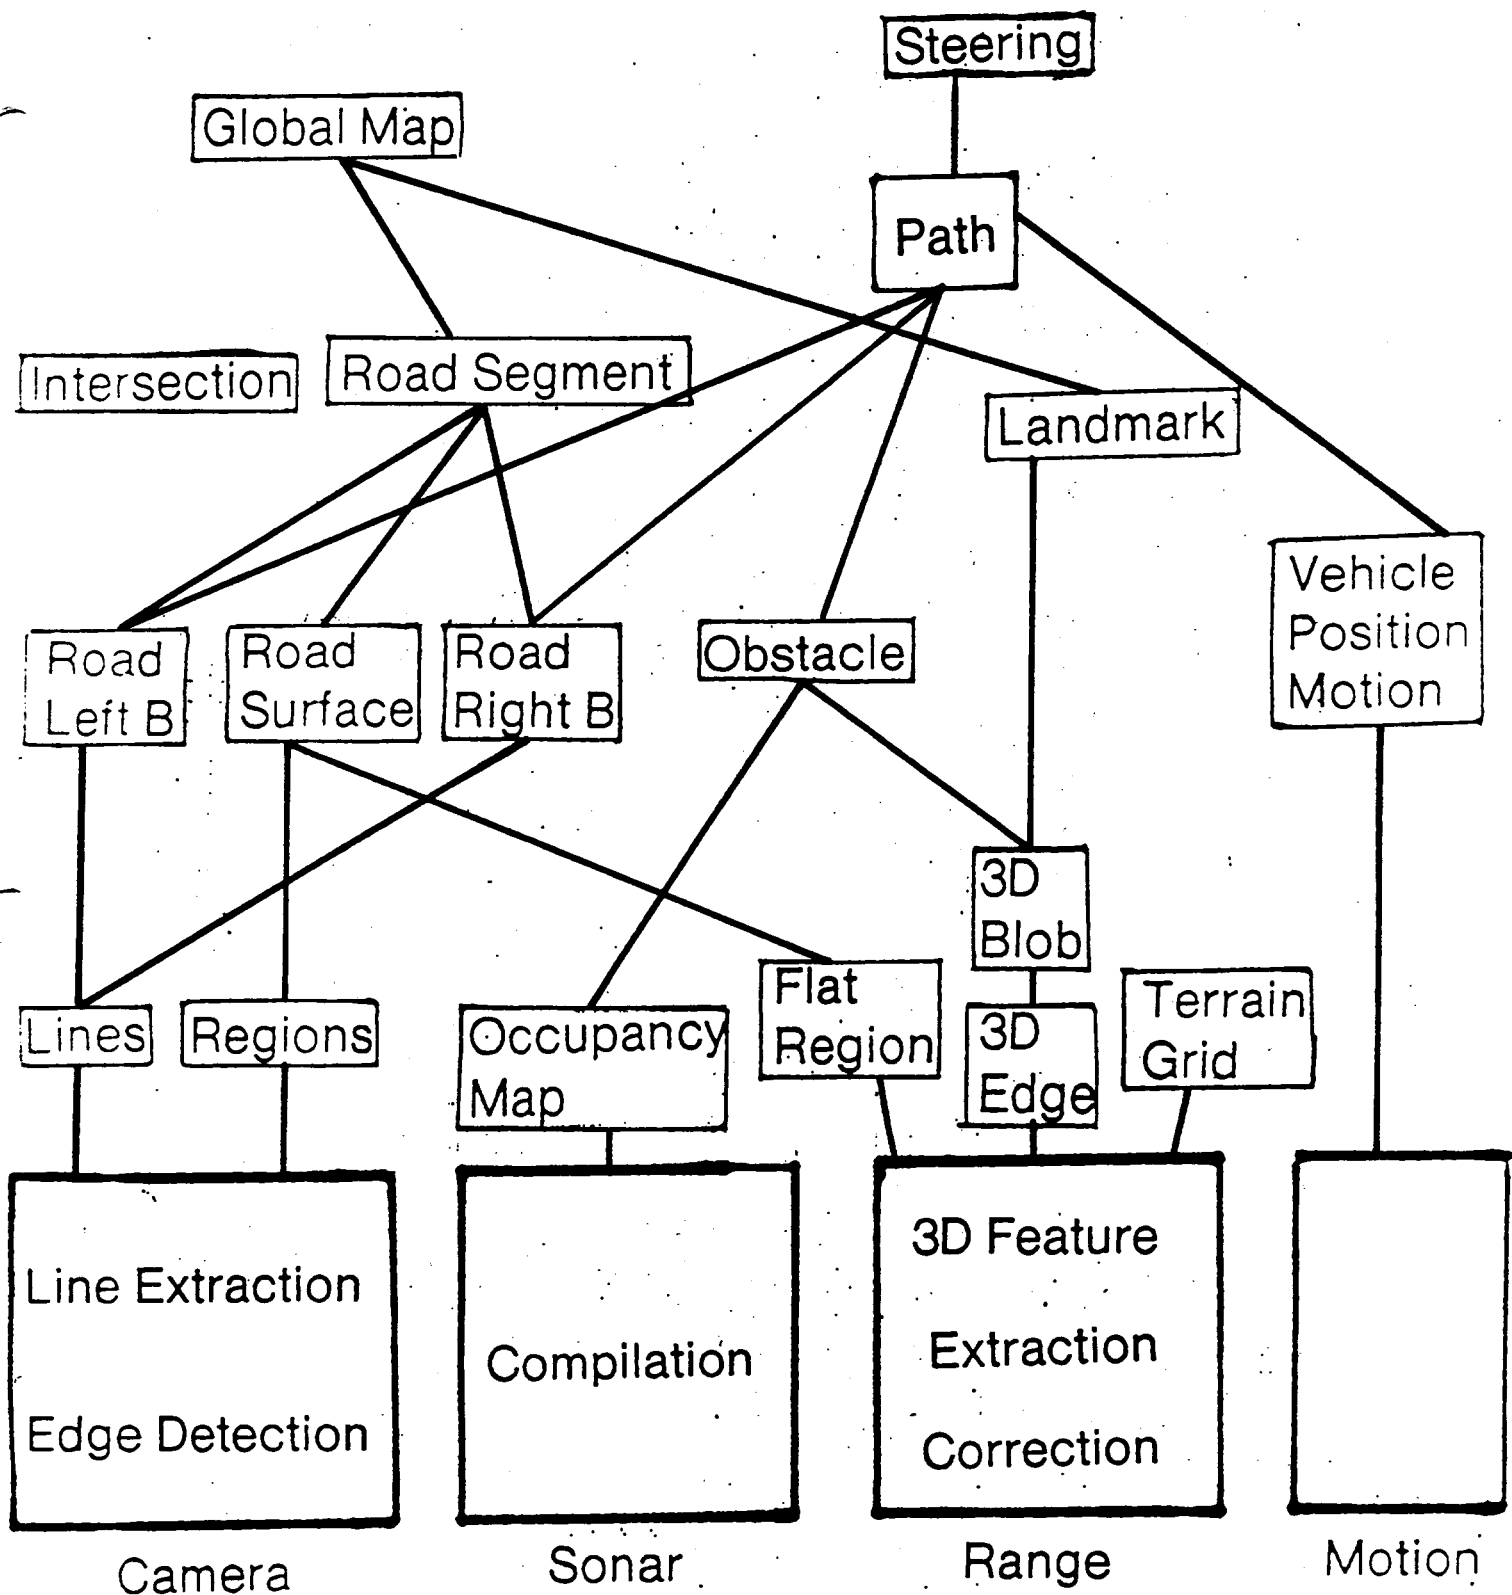 Steering
Global Map
Path
Intersection
Road Segment
Landmark
Vehicle
Position
Motion
Road
Left B
Road
Surface
Road
Right B
Obstacle
3D
Blob
Lines
Regions
Occupancy
Map
Flat
Region
3D
Edge
Terrain
Grid
Line Extraction
Edge Detection
Compilation
3D Feature
Extraction
Correction
Camera
Sonar
Range
Motion